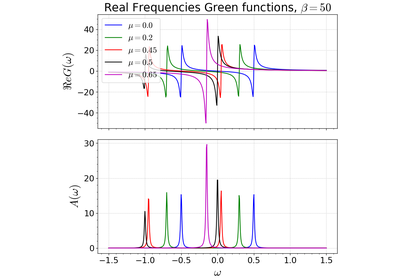 Real Frequencies Green functions, β = 50
μ = 0.0
μ = 0.2
μ = 0.45
μ = 0.5
μ = 0.65
ℜeG(ω)
40
20
0
−20
−40
A(ω)
30
20
10
0
−1.5 −1.0 −0.5 0.0 0.5 1.0 1.5
ω